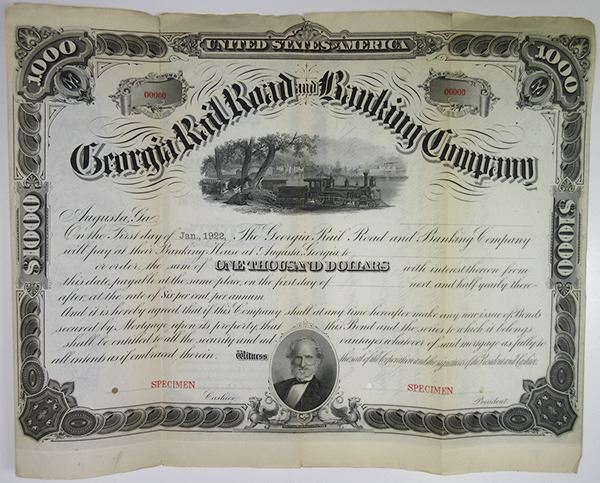 UNITED STATES OF AMERICA
1000
1000
00000
00000
Georgia Rail Road and Banking Company
Augusta, Ga.
On the First day of Jan., 1922, The Georgia Rail Road and Banking Company
will pay at their Banking House at Augusta, Georgia, to
or order, the sum of ONE THOUSAND DOLLARS with interest thereon from
this date, payable at the same place, on the first day of next, and half yearly there-
after at the rate of Six per cent per annum.
And it is hereby agreed, that if this Company shall at any time hereafter make any new issue of Bonds
secured by Mortgage upon its property, that this Bond and the series to which it belongs
shall be entitled to all the security and ad vantages whatever of said mortgage as fully to
all intents as if embraced therein. Witness the seal of the Corporation and the signatures of the President and Cashier.
SPECIMEN
SPECIMEN
Cashier.
President.
$1000
$1000